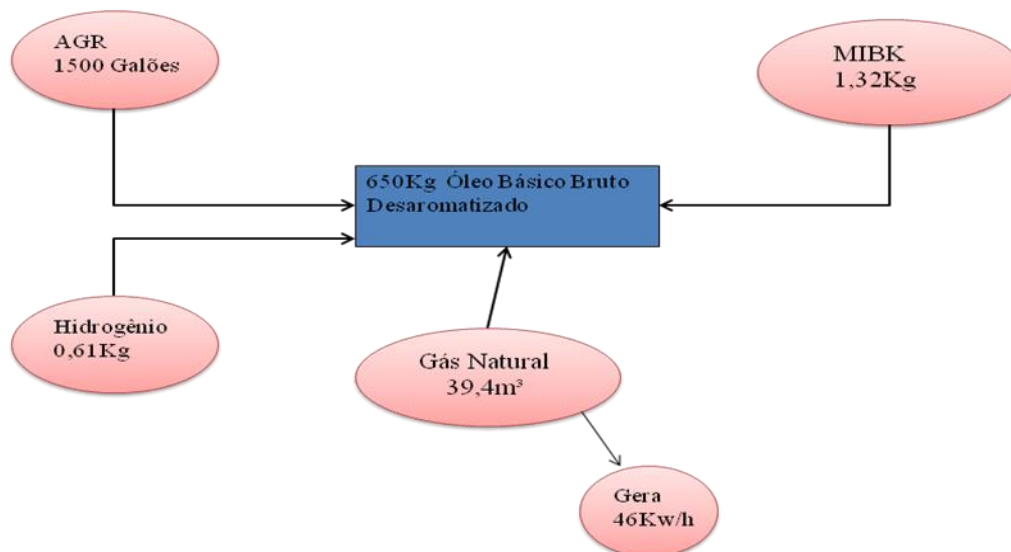 AGR
1500 Galões
MIBK
1,32Kg
650Kg Óleo Básico Bruto
Desaromatizado
Hidrogênio
0,61Kg
Gás Natural
39,4m³
Gera
46Kw/h